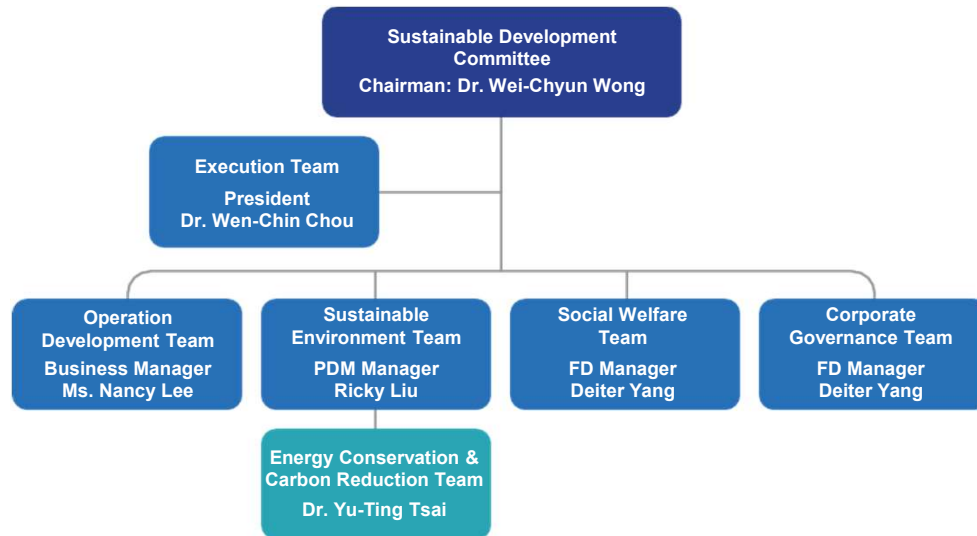 Sustainable Development
Committee
Chairman: Dr. Wei-Chyun Wong
Execution Team
President
Dr. Wen-Chin Chou
Operation
Development Team
Business Manager
Ms. Nancy Lee
Sustainable
Environment Team
PDM Manager
Ricky Liu
Social Welfare
Team
FD Manager
Deiter Yang
Corporate
Governance Team
FD Manager
Deiter Yang
Energy Conservation &
Carbon Reduction Team
Dr. Yu-Ting Tsai